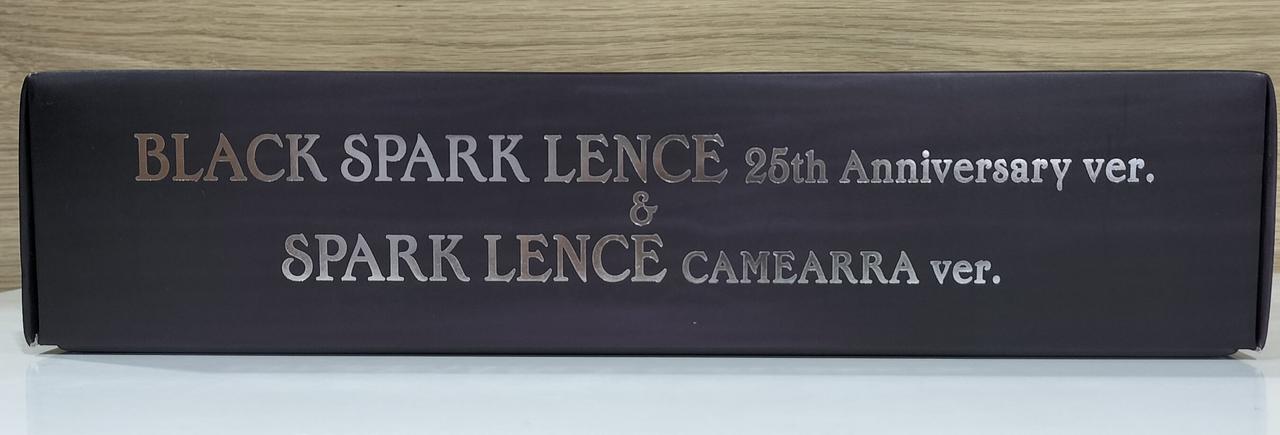 BLACK SPARK LENCE 25th Anniversary ver.
&
SPARK LENCE CAMEARRA ver.